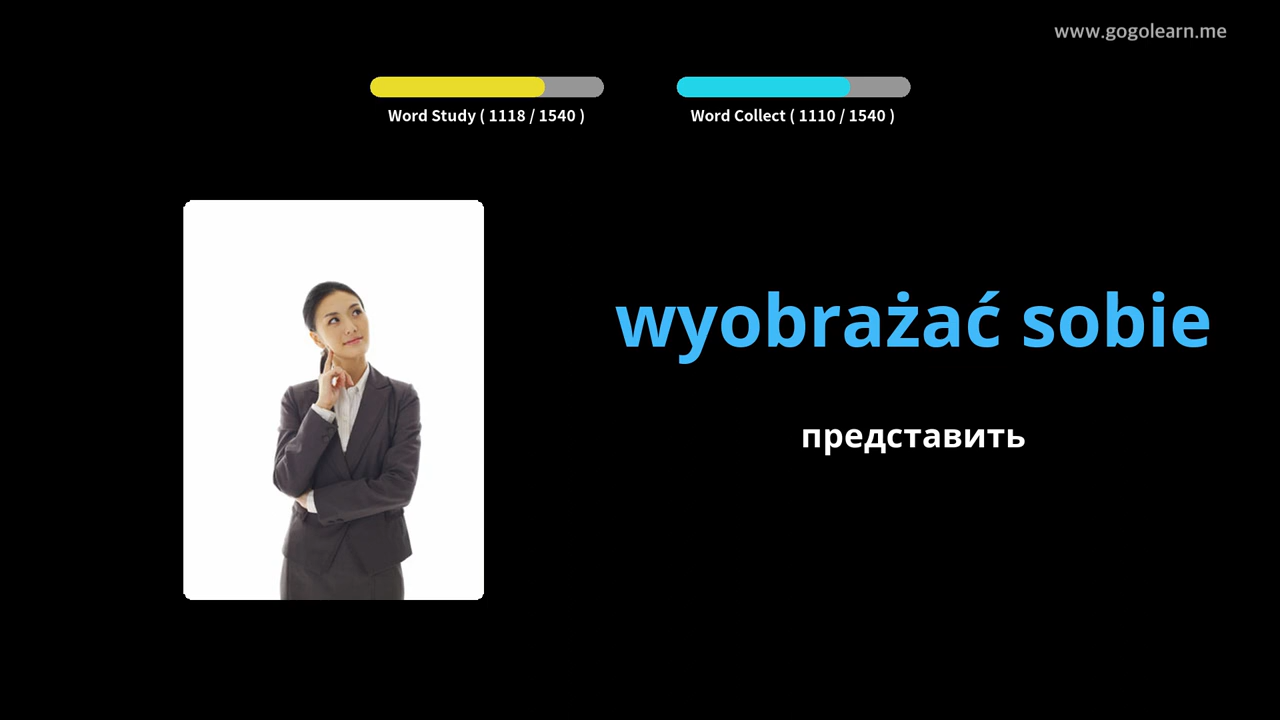 www.gogolearn.me
Word Study ( 1118 / 1540 )
Word Collect ( 1110 / 1540 )
wyobrażać sobie
представить